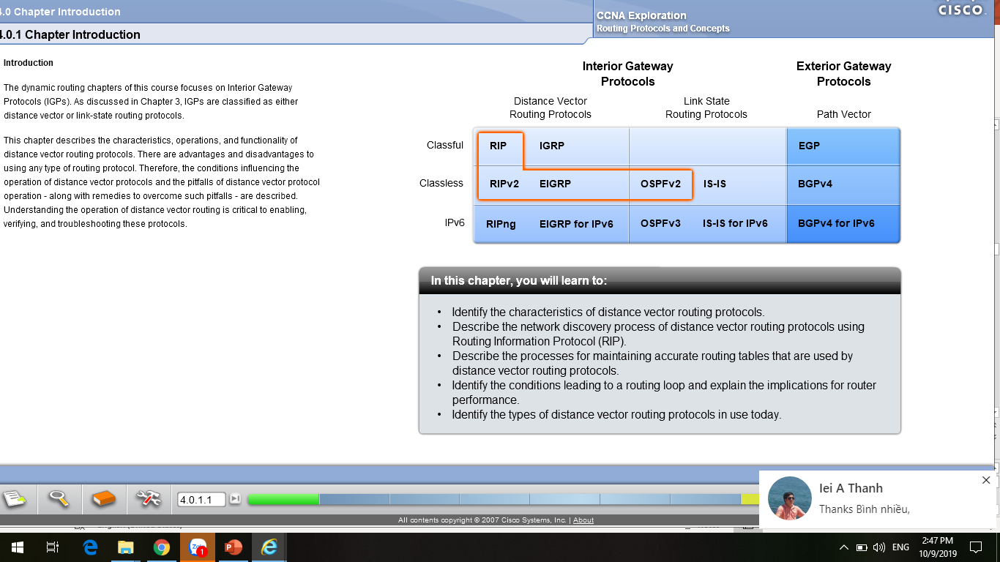 4.0 Chapter Introduction
4.0.1 Chapter Introduction
CCNA Exploration
Routing Protocols and Concepts
CISCO
Introduction
The dynamic routing chapters of this course focuses on Interior Gateway
Protocols (IGPs). As discussed in Chapter 3, IGPs are classified as either
distance vector or link-state routing protocols.
This chapter describes the characteristics, operations, and functionality of
distance vector routing protocols. There are advantages and disadvantages to
using any type of routing protocol. Therefore, the conditions influencing the
operation of distance vector protocols and the pitfalls of distance vector protocol
operation - along with remedies to overcome such pitfalls - are described.
Understanding the operation of distance vector routing is critical to enabling,
verifying, and troubleshooting these protocols.
Interior Gateway
Protocols
Exterior Gateway
Protocols
Distance Vector
Routing Protocols
Link State
Routing Protocols
Path Vector
Classful RIP IGRP EGP
Classless RIPv2 EIGRP OSPFv2 IS-IS BGPv4
IPv6 RIPng EIGRP for IPv6 OSPFv3 IS-IS for IPv6 BGPv4 for IPv6
In this chapter, you will learn to:
• Identify the characteristics of distance vector routing protocols.
• Describe the network discovery process of distance vector routing protocols using
Routing Information Protocol (RIP).
• Describe the processes for maintaining accurate routing tables that are used by
distance vector routing protocols.
• Identify the conditions leading to a routing loop and explain the implications for router
performance.
• Identify the types of distance vector routing protocols in use today.
4.0.1.1
All contents copyright © 2007 Cisco Systems, Inc. | About
Iei A Thanh
Thanks Bình nhiều,
1
ENG
2:47 PM
10/9/2019